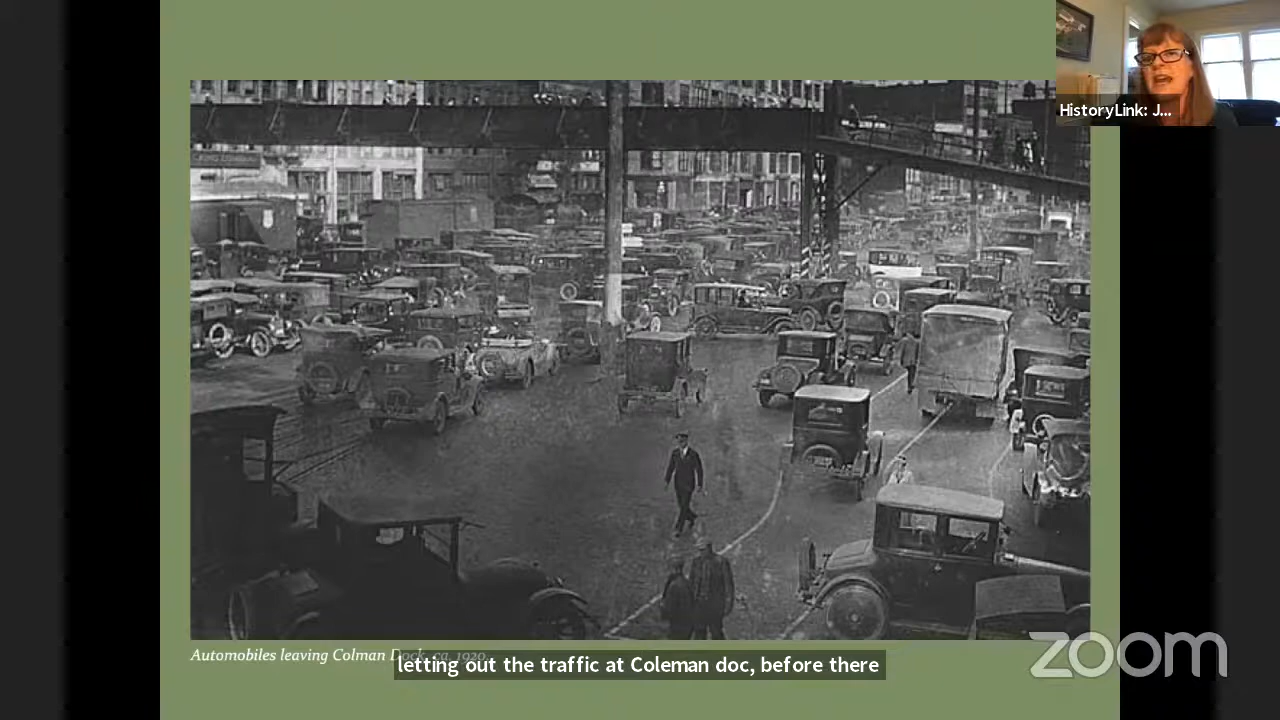 HistoryLink: J...
Automobiles leaving Colman Dock, ca. 1920
letting out the traffic at Coleman doc, before there
zoom